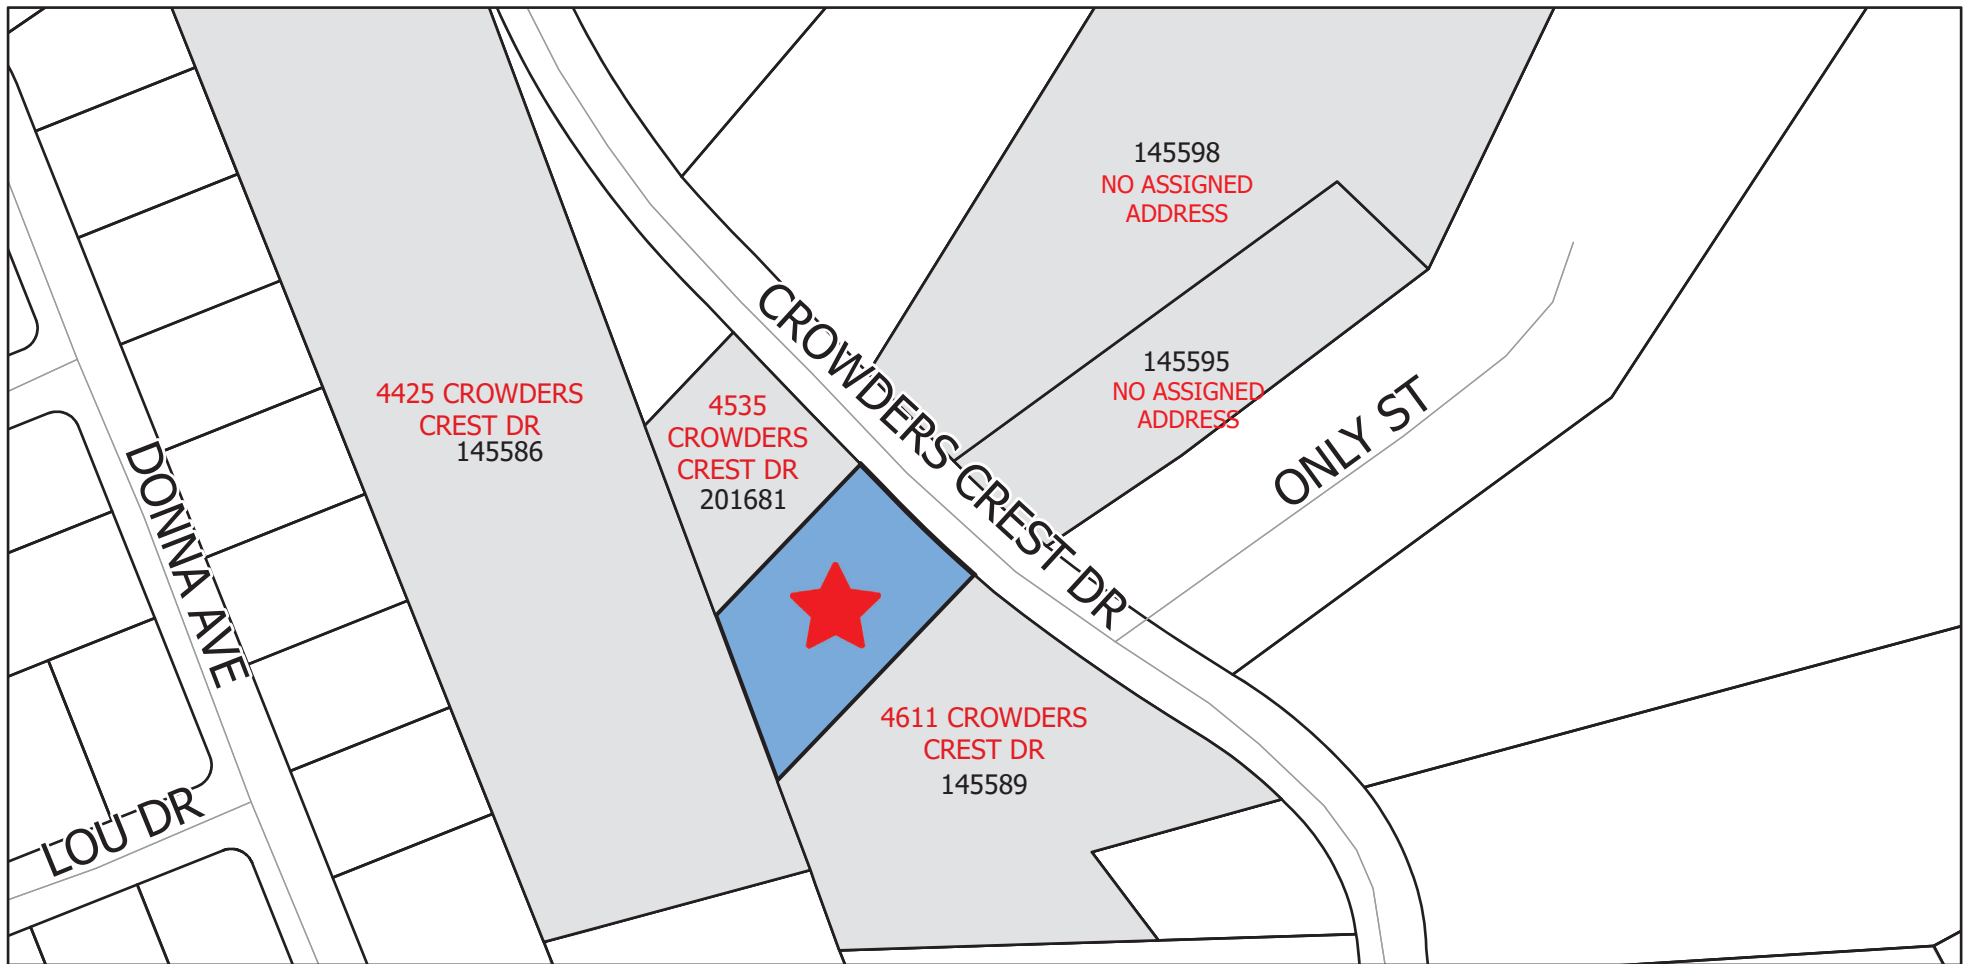 145598
NO ASSIGNED
ADDRESS
CROWDERS CREST DR
145595
NO ASSIGNED
ADDRESS
4425 CROWDERS
CREST DR
145586
4535
CROWDERS
CREST DR
201681
ONLY ST
DONNA AVE
4611 CROWDERS
CREST DR
145589
LOU DR